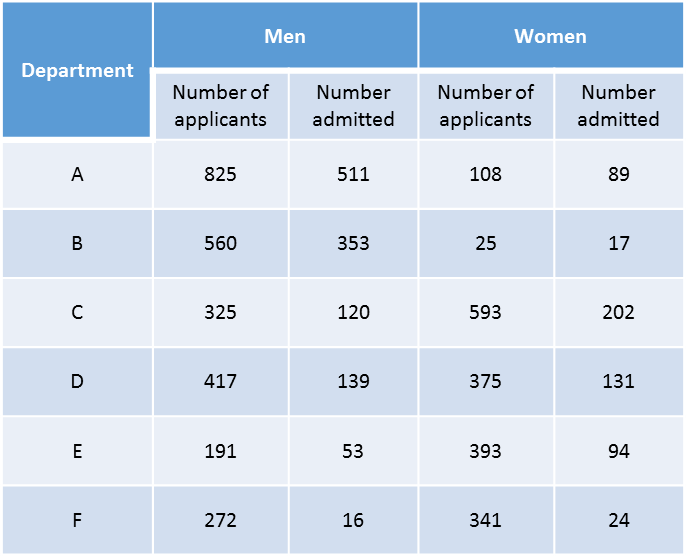 Department Men Women
Number of applicants Number admitted Number of applicants Number admitted
A 825 511 108 89
B 560 353 25 17
C 325 120 593 202
D 417 139 375 131
E 191 53 393 94
F 272 16 341 24